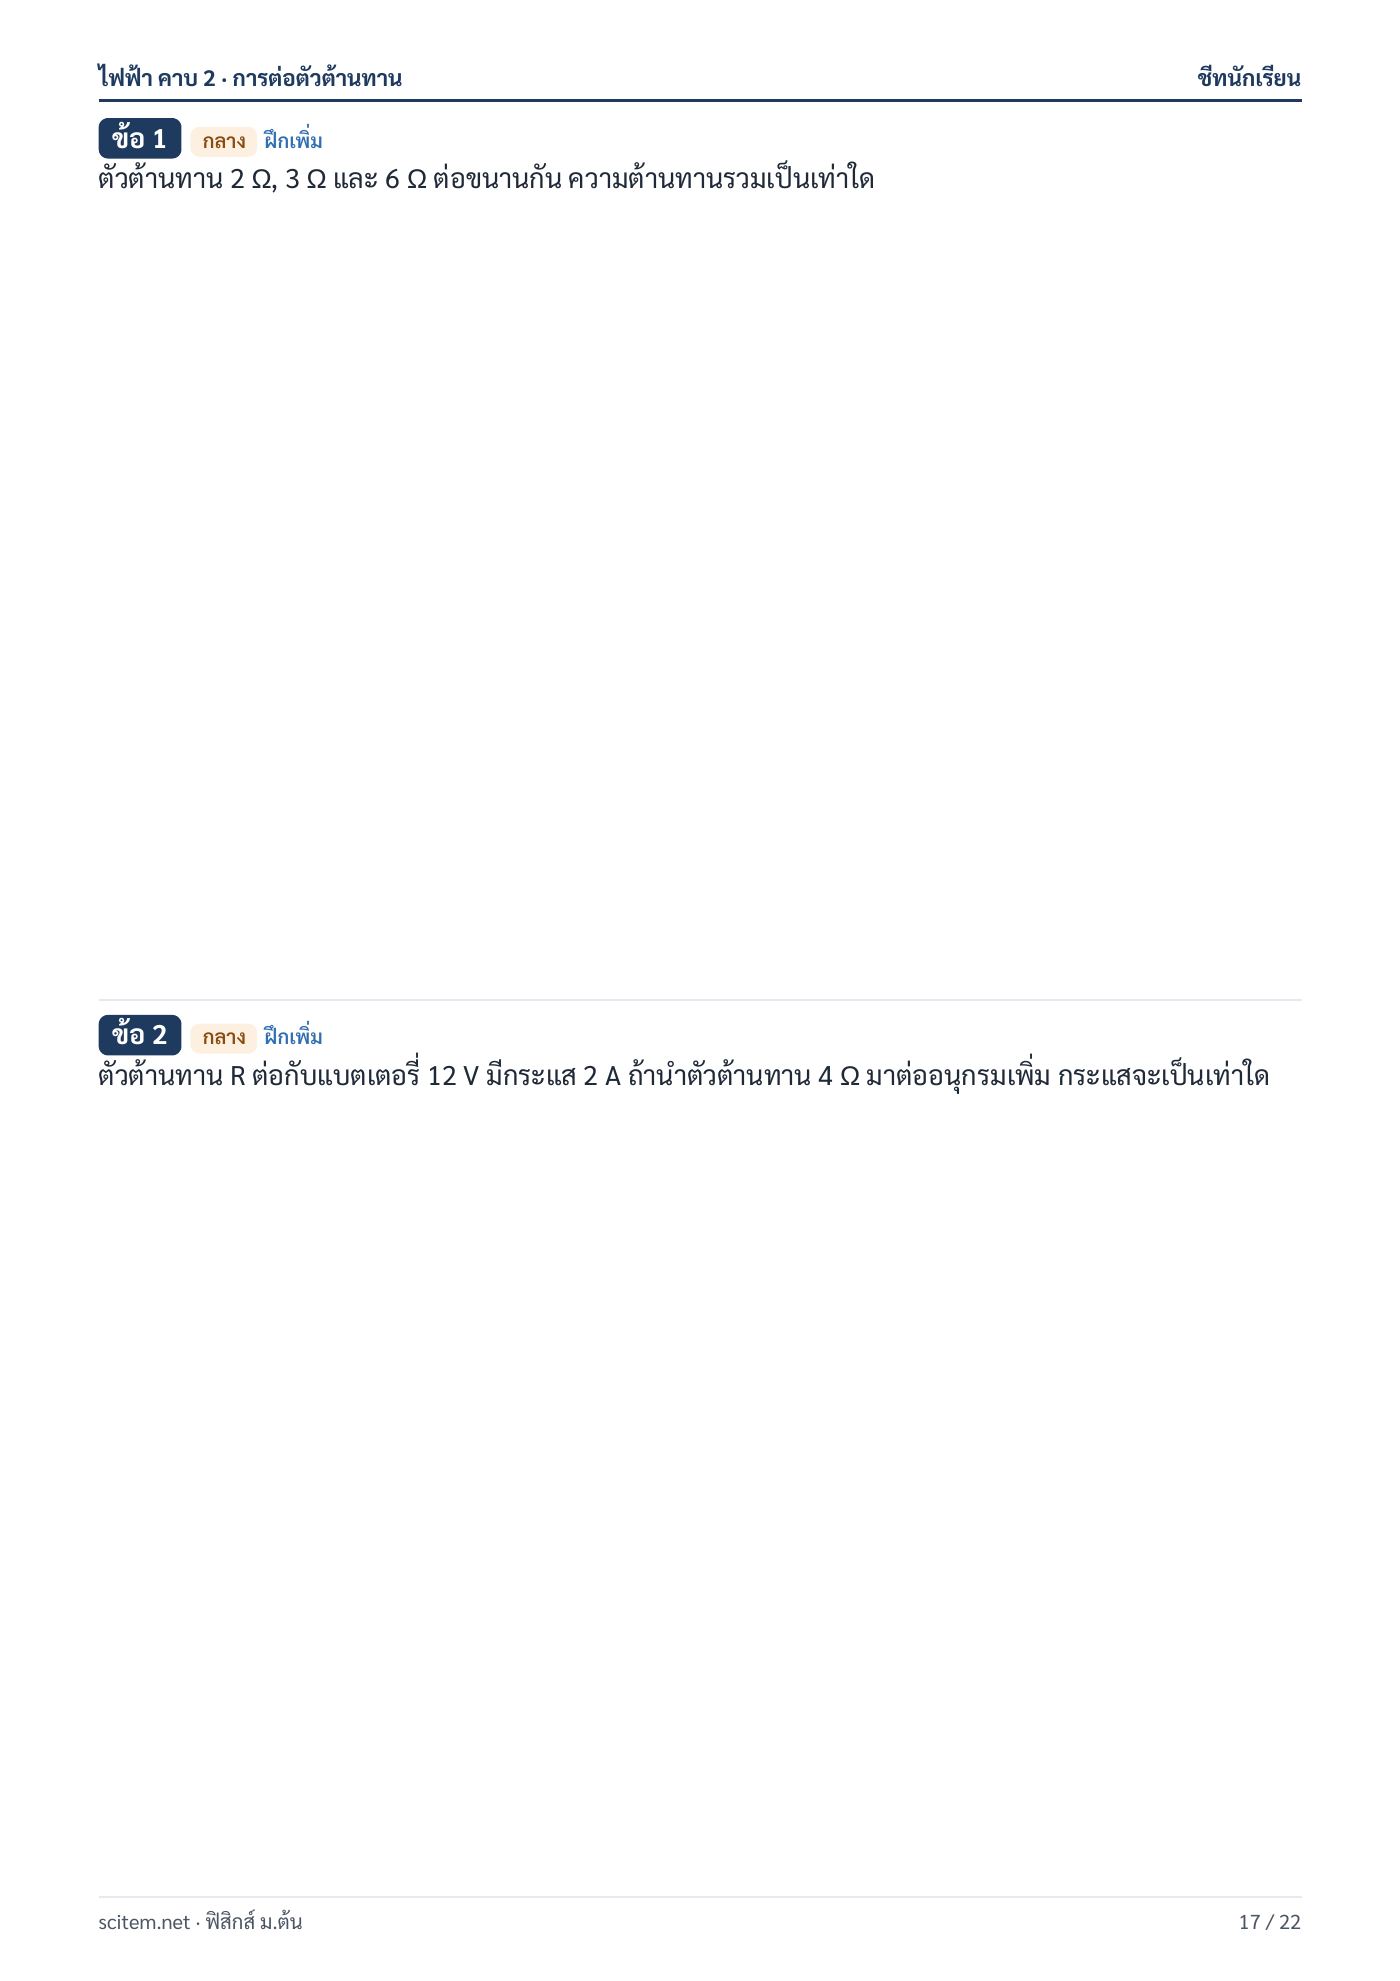 ไฟฟ้า คาบ 2 · การต่อตัวต้านทาน
ชีทนักเรียน
ข้อ 1 กลาง ฝึกเพิ่ม
ตัวต้านทาน 2 Ω, 3 Ω และ 6 Ω ต่อขนานกัน ความต้านทานรวมเป็นเท่าใด
ข้อ 2 กลาง ฝึกเพิ่ม
ตัวต้านทาน R ต่อกับแบตเตอรี่ 12 V มีกระแส 2 A ถ้านำตัวต้านทาน 4 Ω มาต่ออนุกรมเพิ่ม กระแสจะเป็นเท่าใด
scitem.net · ฟิสิกส์ ม.ต้น
17 / 22